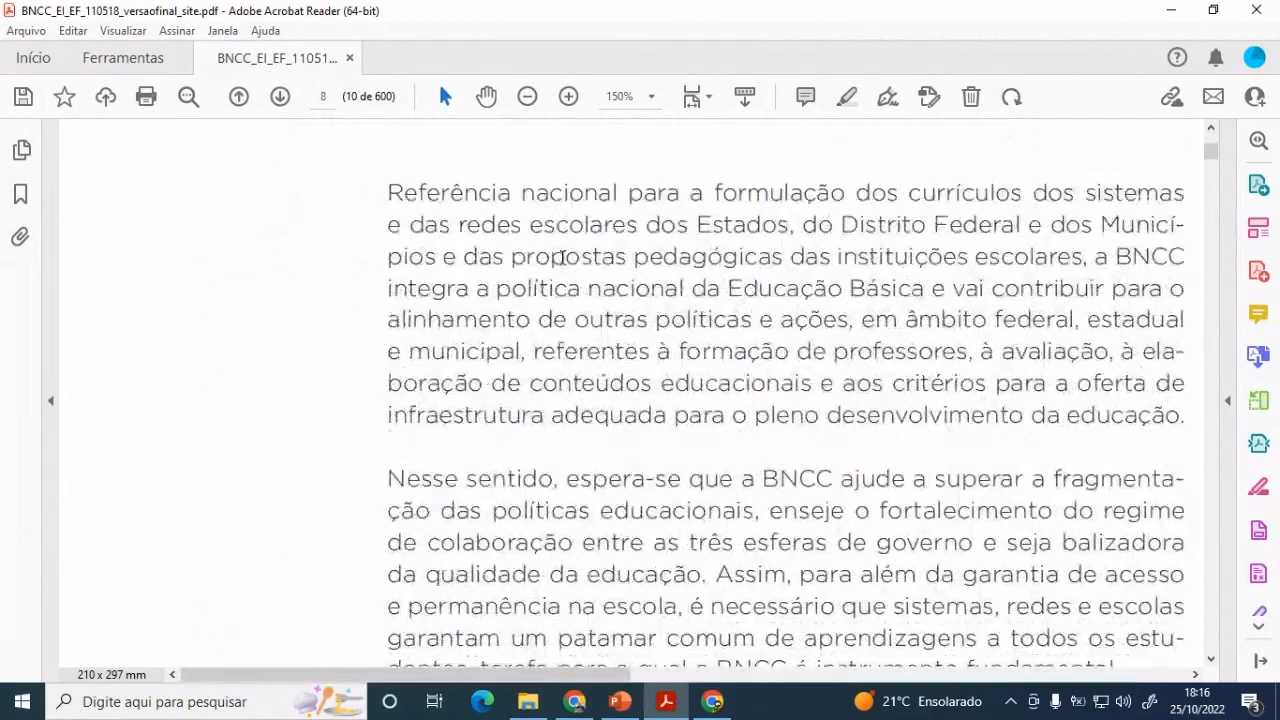 BNCC_EI_EF_110518_versaofinal_site.pdf - Adobe Acrobat Reader (64-bit)
Arquivo Editar Visualizar Assinar Janela Ajuda
Início Ferramentas BNCC_EI_EF_11051... ×
8 (10 de 600) 150%
Referência nacional para a formulação dos currículos dos sistemas
e das redes escolares dos Estados, do Distrito Federal e dos Municí-
pios e das propostas pedagógicas das instituições escolares, a BNCC
integra a política nacional da Educação Básica e vai contribuir para o
alinhamento de outras políticas e ações, em âmbito federal, estadual
e municipal, referentes à formação de professores, à avaliação, à ela-
boração de conteúdos educacionais e aos critérios para a oferta de
infraestrutura adequada para o pleno desenvolvimento da educação.
Nesse sentido, espera-se que a BNCC ajude a superar a fragmenta-
ção das políticas educacionais, enseje o fortalecimento do regime
de colaboração entre as três esferas de governo e seja balizadora
da qualidade da educação. Assim, para além da garantia de acesso
e permanência na escola, é necessário que sistemas, redes e escolas
garantam um patamar comum de aprendizagens a todos os estu-
dentes, tarefa para a qual a BNCC é instrumento fundamental.
210 x 297 mm
Digite aqui para pesquisar
21°C Ensolarado
18:16
25/10/2022
3